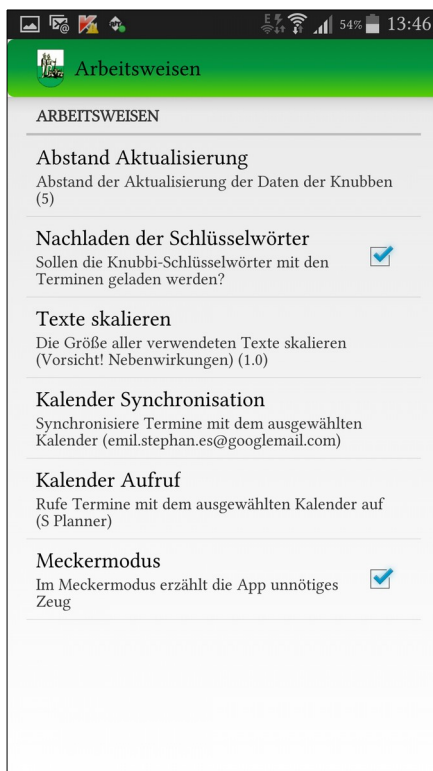 54% 13:46
Arbeitsweisen
ARBEITSWEISEN
Abstand Aktualisierung
Abstand der Aktualisierung der Daten der Knubben
(5)
Nachladen der Schlüsselwörter
Sollen die Knubbi-Schlüsselwörter mit den
Terminen geladen werden?
Texte skalieren
Die Größe aller verwendeten Texte skalieren
(Vorsicht! Nebenwirkungen) (1.0)
Kalender Synchronisation
Synchronisiere Termine mit dem ausgewählten
Kalender (emil.stephan.es@googlemail.com)
Kalender Aufruf
Rufe Termine mit dem ausgewählten Kalender auf
(S Planner)
Meckermodus
Im Meckermodus erzählt die App unnötiges
Zeug